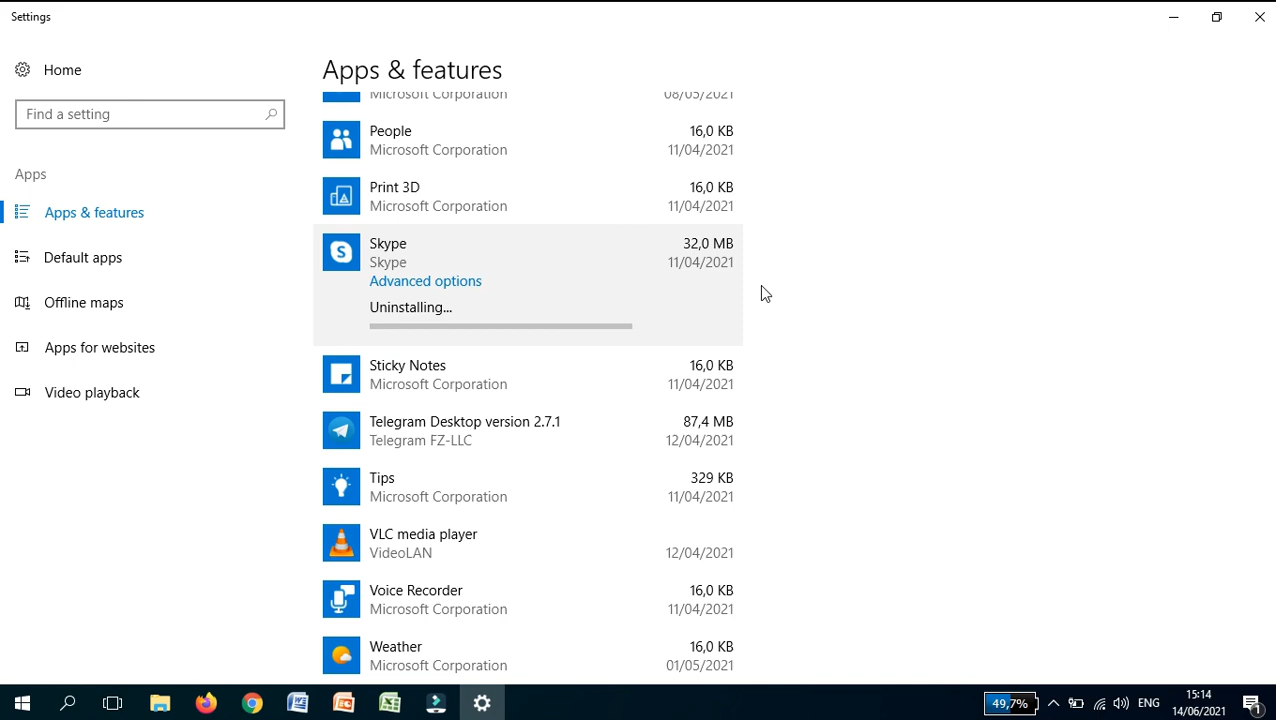 Settings
Home
Find a setting
Apps
Apps & features
Default apps
Offline maps
Apps for websites
Video playback
Apps & features
Microsoft Corporation 08/05/2021
People 16,0 KB
Microsoft Corporation 11/04/2021
Print 3D 16,0 KB
Microsoft Corporation 11/04/2021
Skype 32,0 MB
Skype 11/04/2021
Advanced options
Uninstalling...
Sticky Notes 16,0 KB
Microsoft Corporation 11/04/2021
Telegram Desktop version 2.7.1 87,4 MB
Telegram FZ-LLC 12/04/2021
Tips 329 KB
Microsoft Corporation 11/04/2021
VLC media player
VideoLAN 12/04/2021
Voice Recorder 16,0 KB
Microsoft Corporation 11/04/2021
Weather 16,0 KB
Microsoft Corporation 01/05/2021
49,7% ENG 15:14
14/06/2021 1